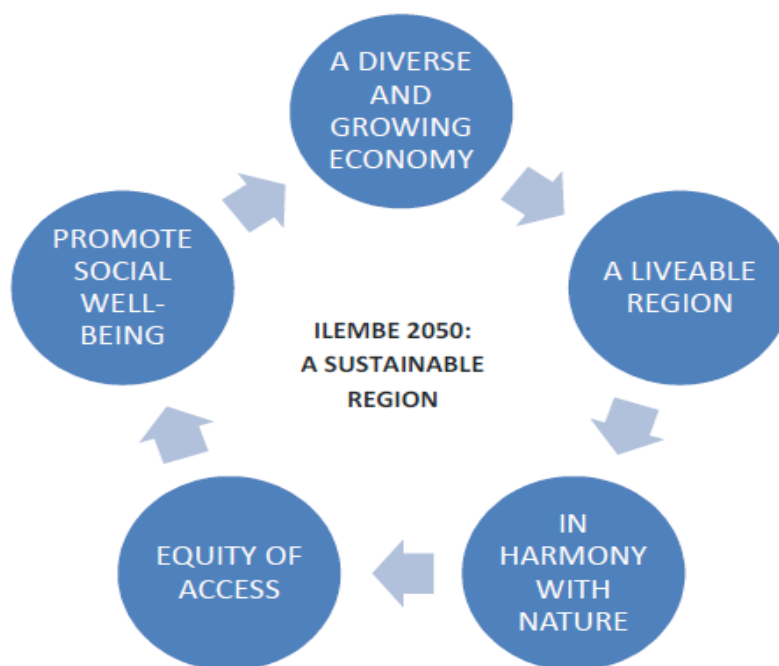 A DIVERSE
AND
GROWING
ECONOMY
A LIVEABLE
REGION
IN
HARMONY
WITH
NATURE
EQUITY OF
ACCESS
PROMOTE
SOCIAL
WELL-
BEING
ILEMBE 2050:
A SUSTAINABLE
REGION